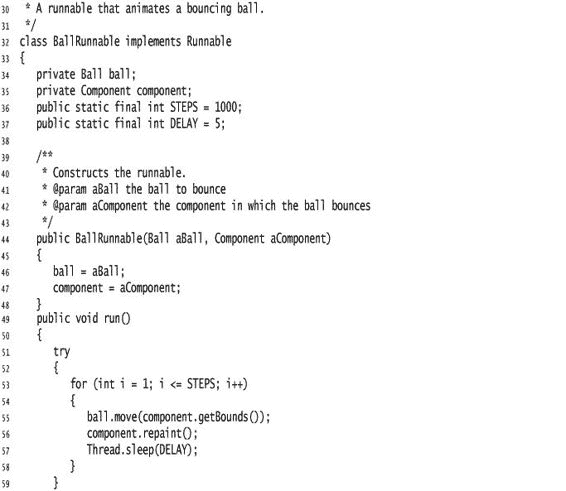 30 * A runnable that animates a bouncing ball.
31 */
32 class BallRunnable implements Runnable
33 {
34 private Ball ball;
35 private Component component;
36 public static final int STEPS = 1000;
37 public static final int DELAY = 5;
38
39 /**
40 * Constructs the runnable.
41 * @param aBall the ball to bounce
42 * @param aComponent the component in which the ball bounces
43 */
44 public BallRunnable(Ball aBall, Component aComponent)
45 {
46 ball = aBall;
47 component = aComponent;
48 }
49 public void run()
50 {
51 try
52 {
53 for (int i = 1; i <= STEPS; i++)
54 {
55 ball.move(component.getBounds());
56 component.repaint();
57 Thread.sleep(DELAY);
58 }
59 }